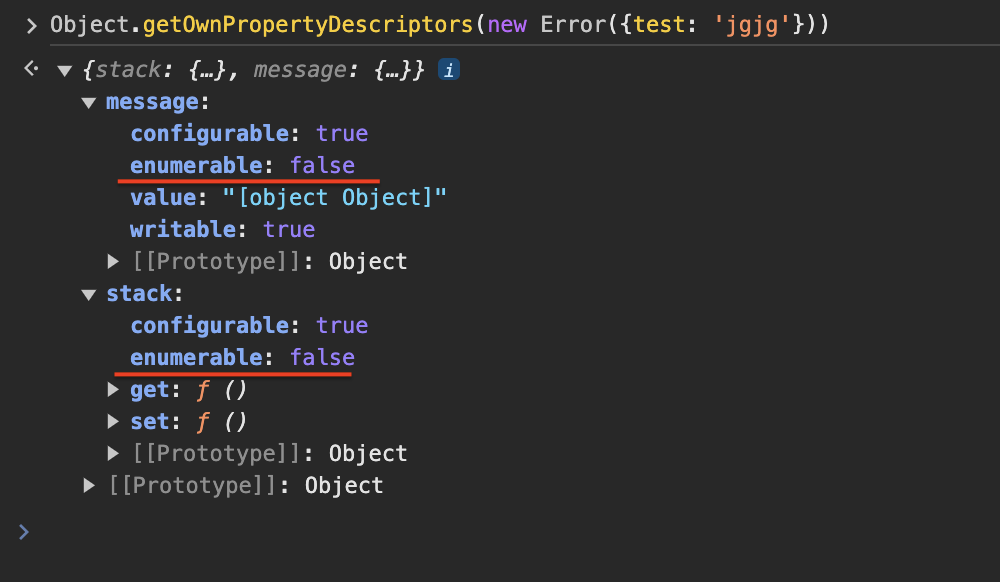 > Object.getOwnPropertyDescriptors(new Error({test: 'jgjg'}))
<· ▼ {stack: {…}, message: {…}} i
▼ message:
configurable: true
enumerable: false
value: "[object Object]"
writable: true
▶ [[Prototype]]: Object
▼ stack:
configurable: true
enumerable: false
▶ get: ƒ ()
▶ set: ƒ ()
▶ [[Prototype]]: Object
▶ [[Prototype]]: Object
>